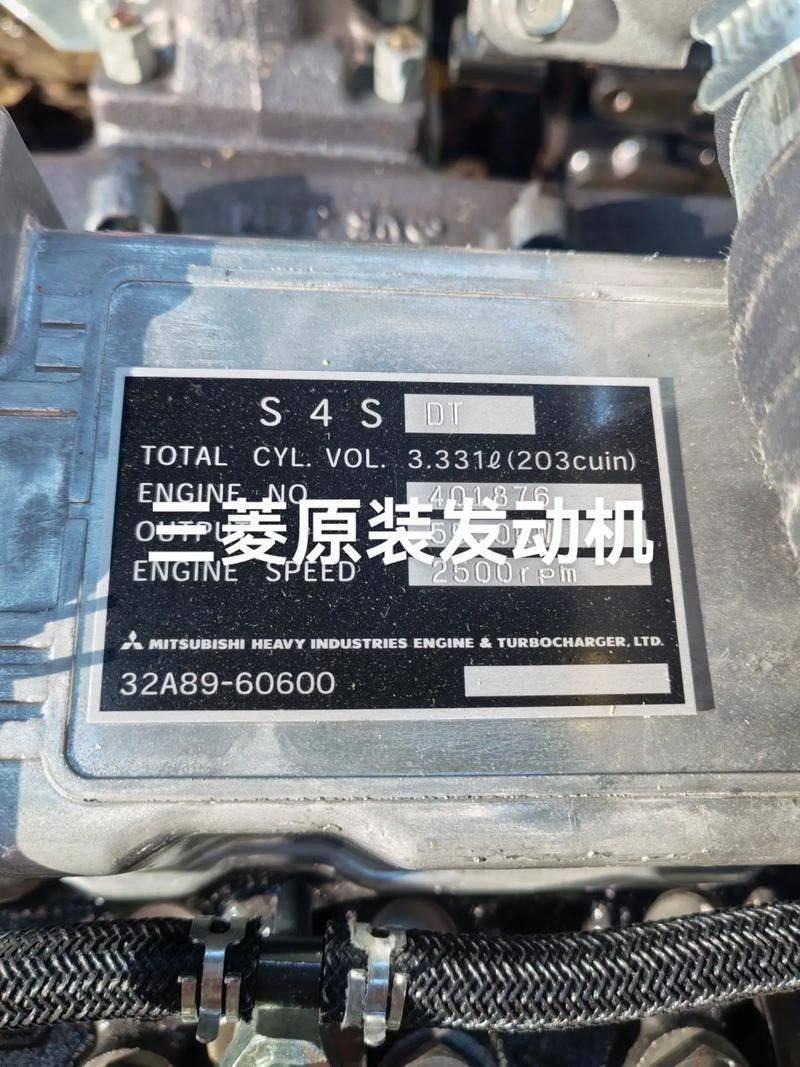 S4S DT
TOTAL CYL. VOL. 3.331ℓ(203cuin)
ENGINE NO 401876
三菱原装发动机
ENGINE SPEED 2500rpm
MITSUBISHI HEAVY INDUSTRIES ENGINE & TURBOCHARGER, LTD.
32A89-60600